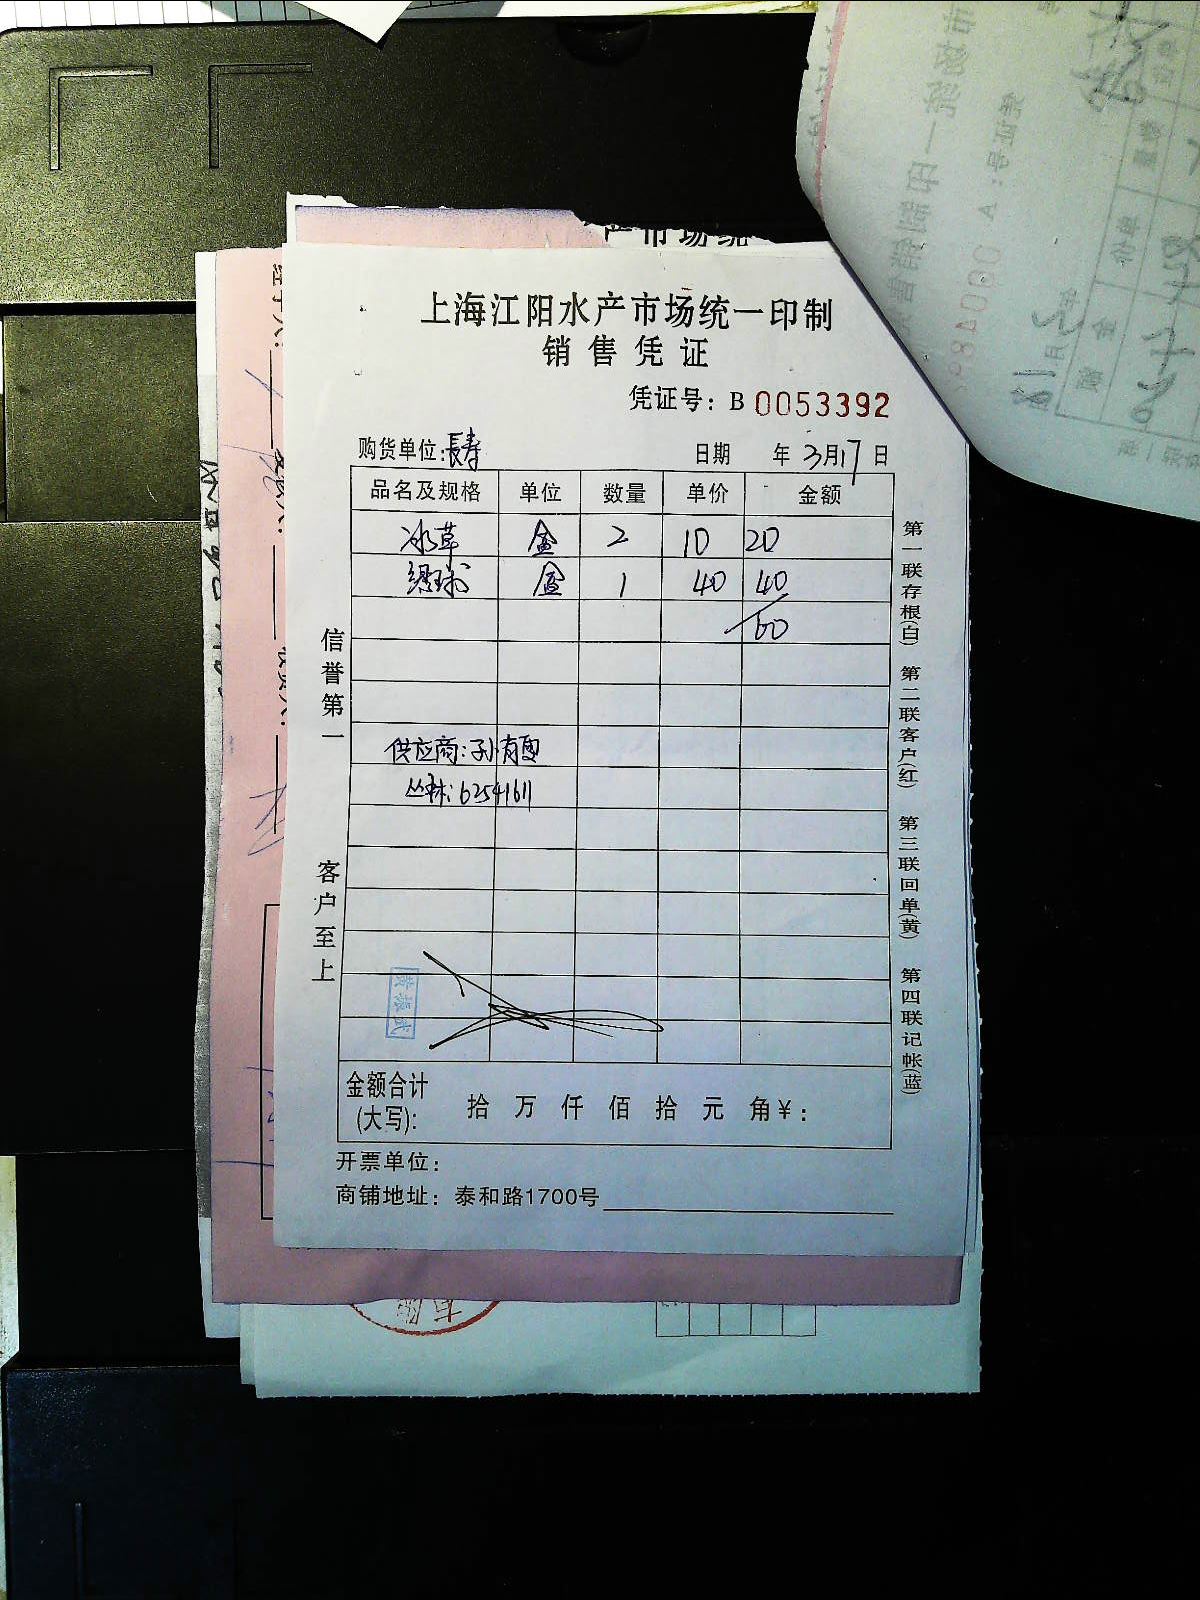 上海江阳水产市场统一印制
销售凭证
凭证号: B 0053392
购货单位:長寿 日期 年 3月17日
品名及规格 单位 数量 单价 金额
冰草 盒 2 10 20
绿球 盒 1 40 40
60
供应商:孙有
丛林:62541611
金额合计(大写): 拾 万 仟 佰 拾 元 角 ¥:
开票单位:
商铺地址: 泰和路1700号
信誉第一
客户至上
第一联存根(白) 第二联客户(红) 第三联回单(黄) 第四联记帐(蓝)